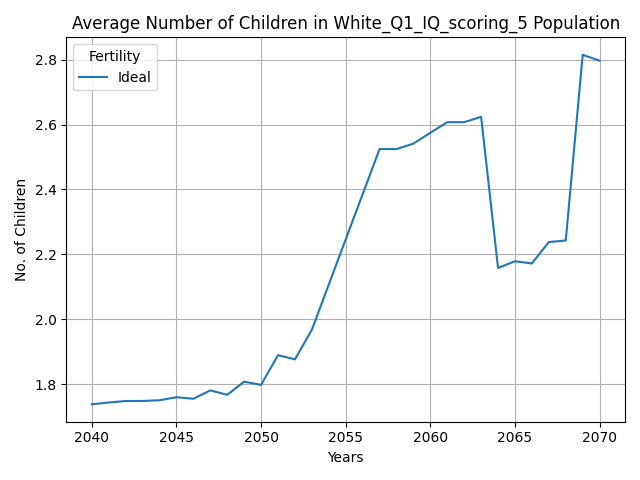 Average Number of Children in White_Q1_IQ_scoring_5 Population
Fertility
Ideal
No. of Children
2.8
2.6
2.4
2.2
2.0
1.8
2040 2045 2050 2055 2060 2065 2070
Years